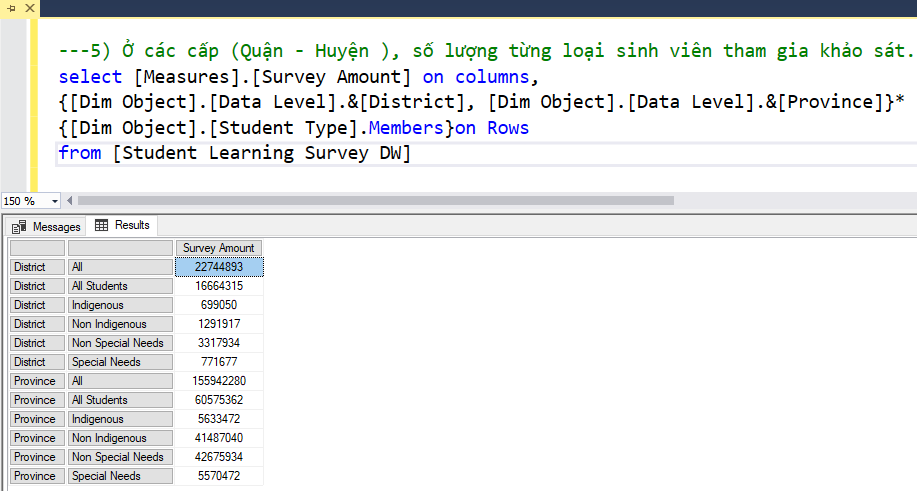 ---5) Ở các cấp (Quận - Huyện ), số lượng từng loại sinh viên tham gia khảo sát.
select [Measures].[Survey Amount] on columns,
{[Dim Object].[Data Level].&[District], [Dim Object].[Data Level].&[Province]}*
{[Dim Object].[Student Type].Members}on Rows
from [Student Learning Survey DW]
150 %
Messages Results
Survey Amount
District All 22744893
District All Students 16664315
District Indigenous 699050
District Non Indigenous 1291917
District Non Special Needs 3317934
District Special Needs 771677
Province All 155942280
Province All Students 60575362
Province Indigenous 5633472
Province Non Indigenous 41487040
Province Non Special Needs 42675934
Province Special Needs 5570472